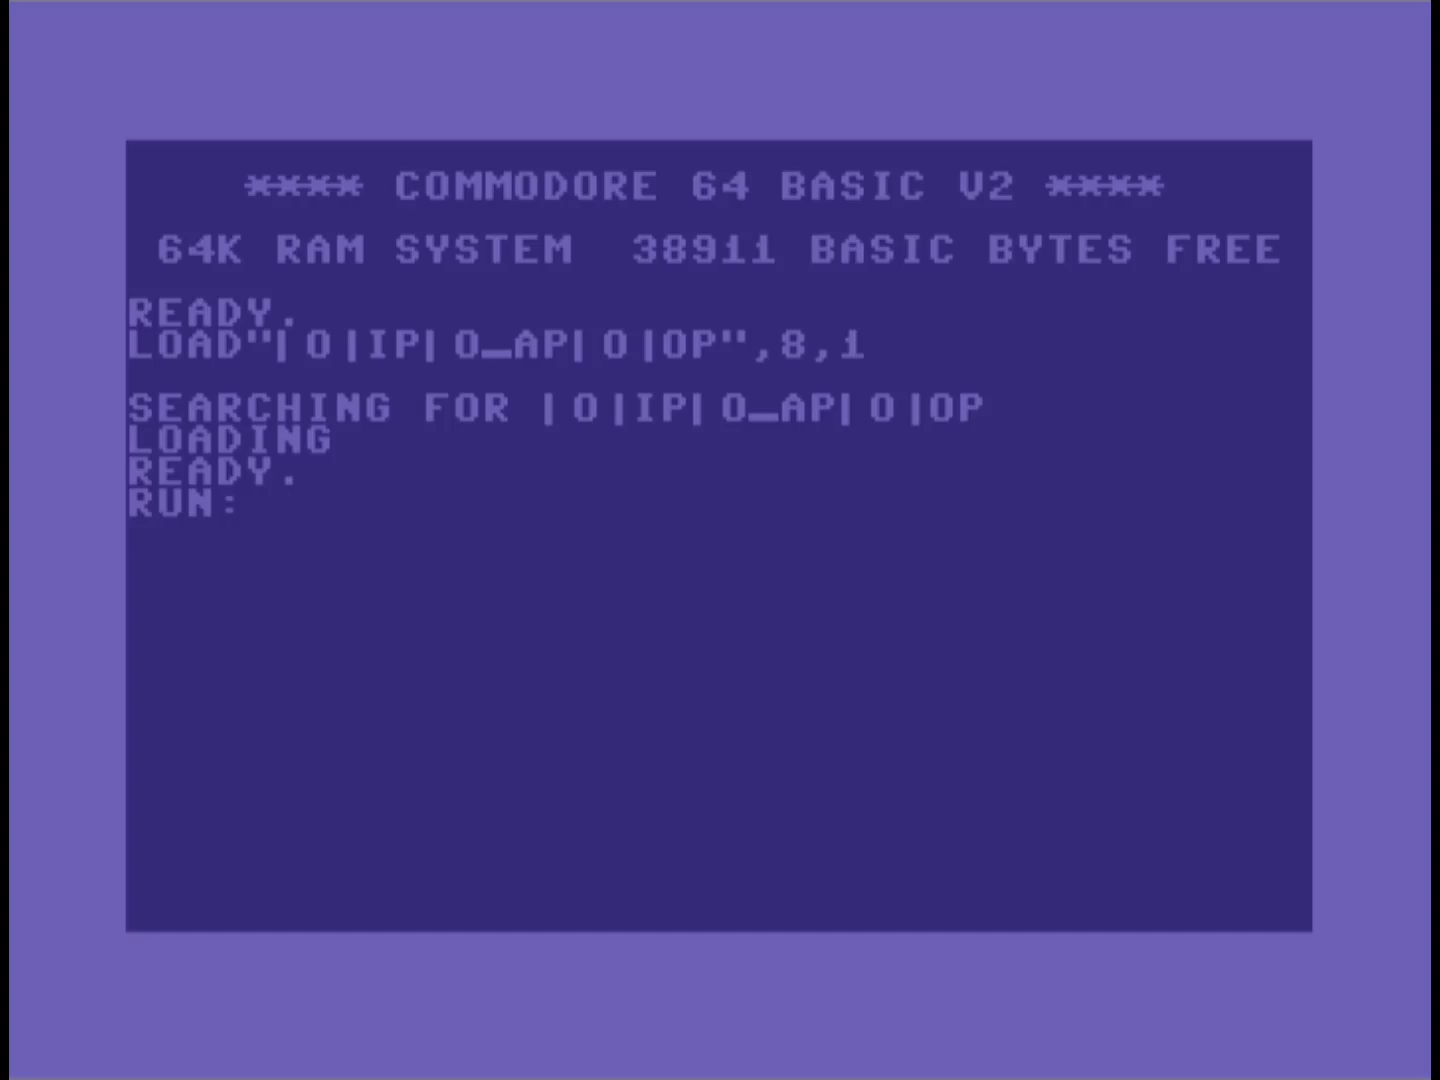 **** COMMODORE 64 BASIC V2 ****
64K RAM SYSTEM  38911 BASIC BYTES FREE
READY.
LOAD"| O |IP| O_AP| O |OP",8,1
SEARCHING FOR | O |IP| O_AP| O |OP
LOADING
READY.
RUN: